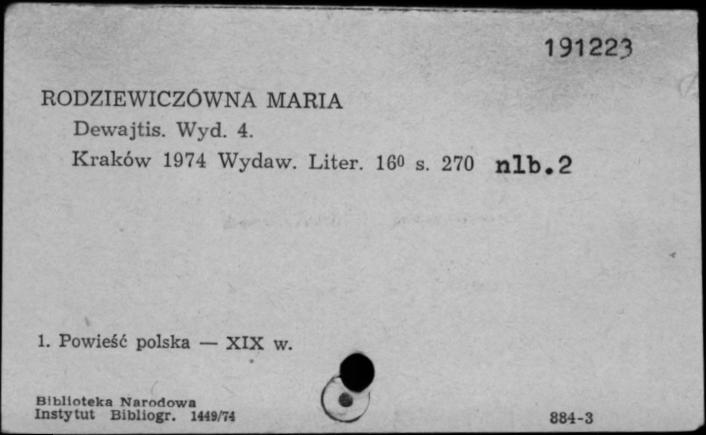 191223
RODZIEWICZÓWNA MARIA
Dewajtis. Wyd. 4.
Kraków 1974 Wydaw. Liter. 16⁰ s. 270 nlb.2
1. Powieść polska — XIX w.
Biblioteka Narodowa
Instytut Bibliogr. 1449/74
884-3